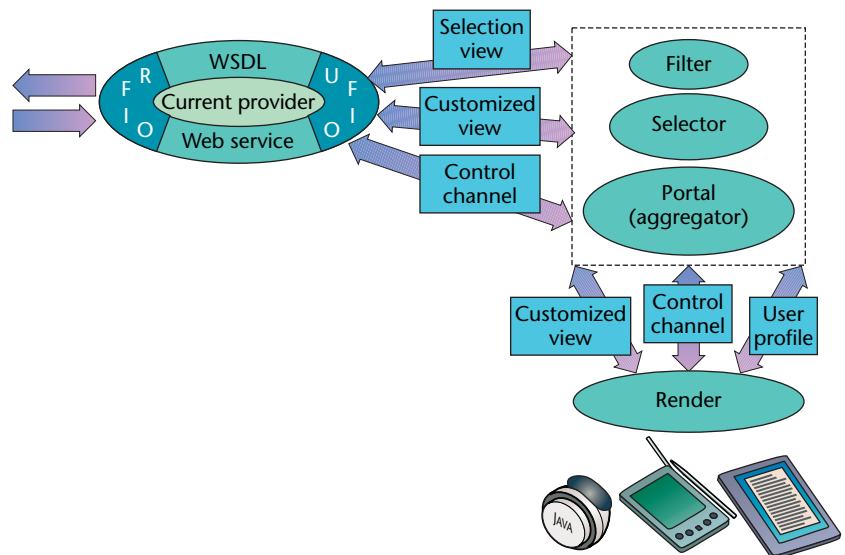 Selection
view
WSDL
R
F
I
O
U
F
I
O
Current provider
Web service
Customized
view
Control
channel
Filter
Selector
Portal
(aggregator)
Customized
view
Control
channel
User
profile
Render
JAVA